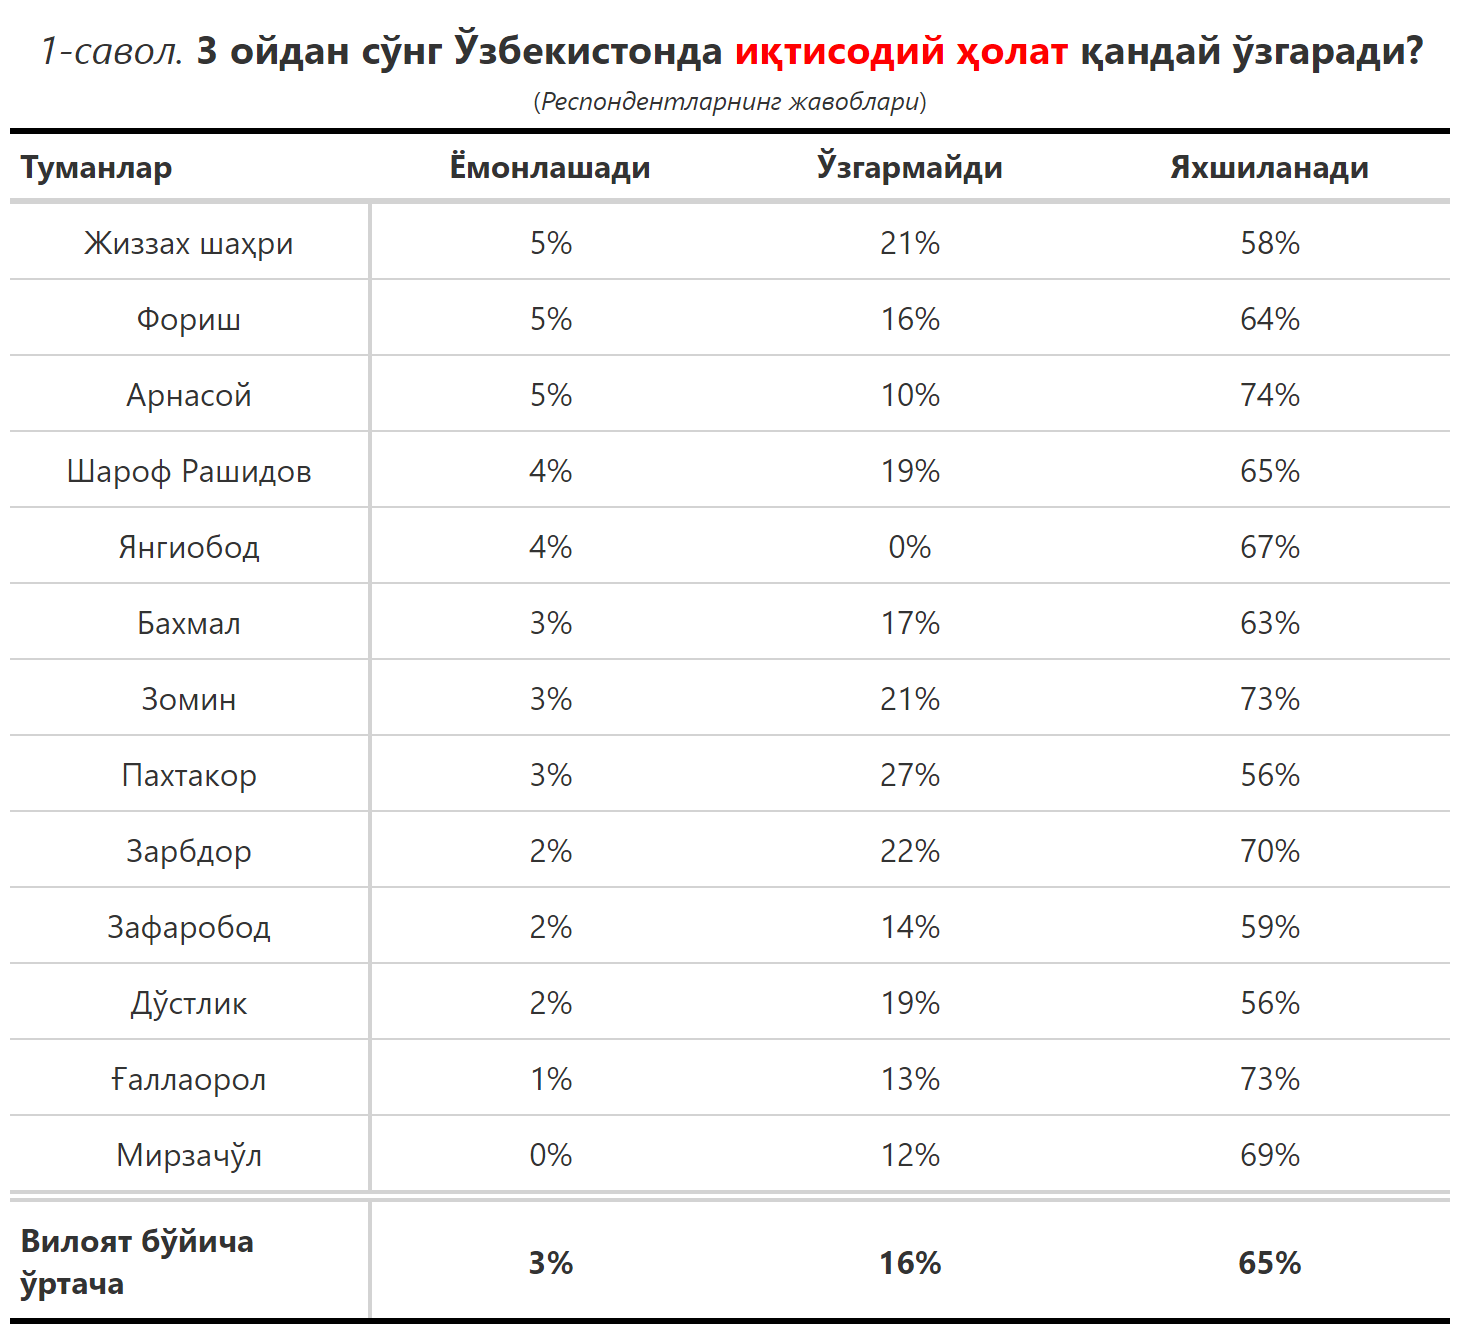 1-савол. 3 ойдан сўнг Ўзбекистонда иқтисодий ҳолат қандай ўзгаради?
(Респондентларнинг жавоблари)
Туманлар Ёмонлашади Ўзгармайди Яхшиланади
Жиззах шаҳри 5% 21% 58%
Фориш 5% 16% 64%
Арнасой 5% 10% 74%
Шароф Рашидов 4% 19% 65%
Янгиобод 4% 0% 67%
Бахмал 3% 17% 63%
Зомин 3% 21% 73%
Пахтакор 3% 27% 56%
Зарбдор 2% 22% 70%
Зафаробод 2% 14% 59%
Дўстлик 2% 19% 56%
Ғаллаорол 1% 13% 73%
Мирзачўл 0% 12% 69%
Вилоят бўйича
ўртача 3% 16% 65%